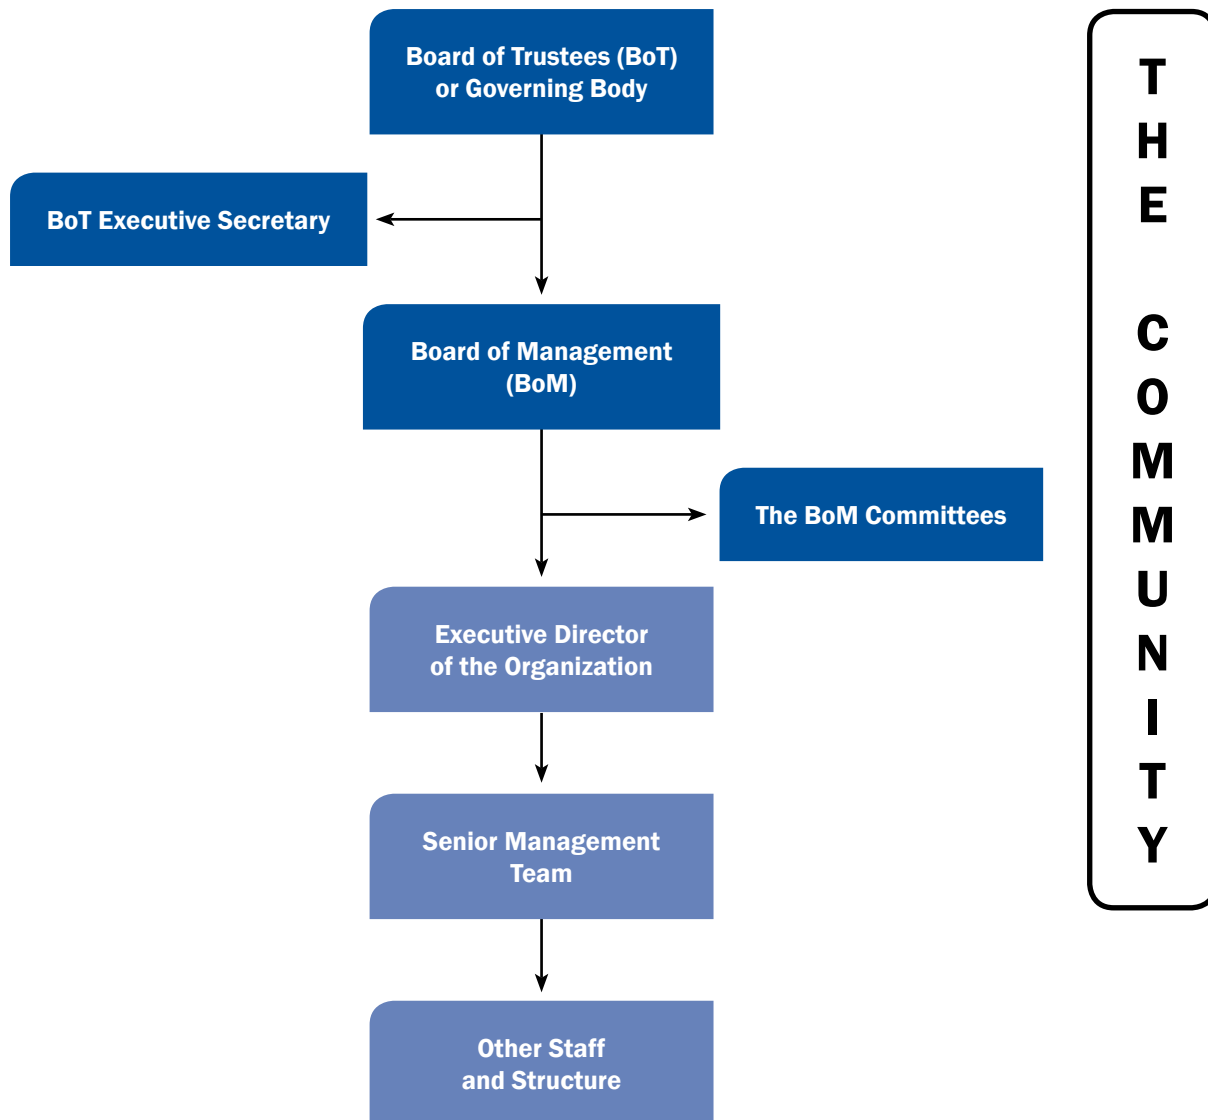 Board of Trustees (BoT)
or Governing Body
BoT Executive Secretary
Board of Management
(BoM)
The BoM Committees
Executive Director
of the Organization
Senior Management
Team
Other Staff
and Structure
T
H
E
C
O
M
M
U
N
I
T
Y